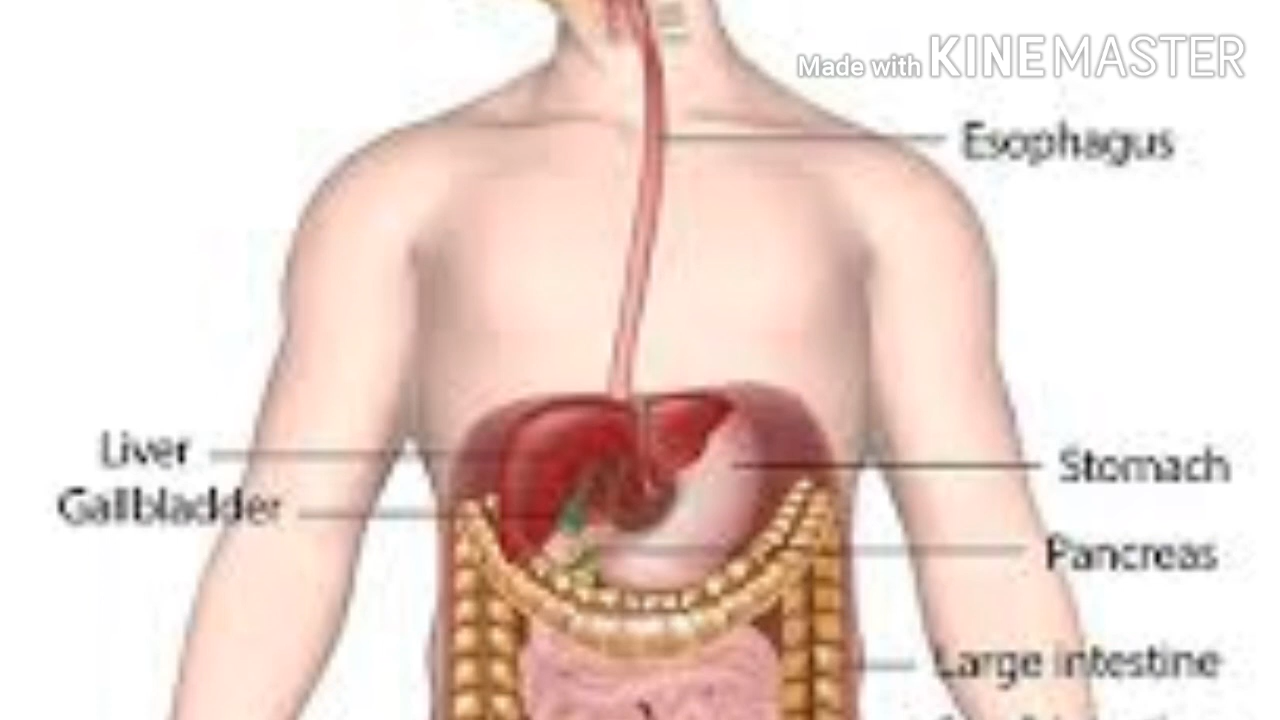 Made with KINEMASTER
Esophagus
Liver
Stomach
Gallbladder
Pancreas
Large intestine